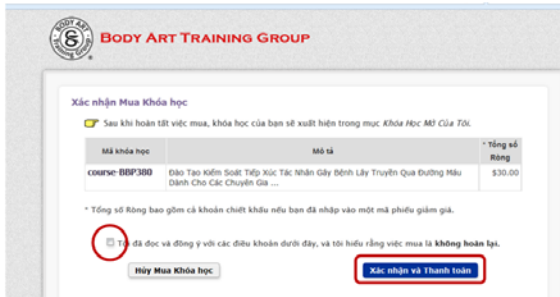 BODY ART TRAINING GROUP
Xác nhận Mua Khóa học
Sau khi hoàn tất việc mua, khóa học của bạn sẽ xuất hiện trong mục Khóa Học Mở Của Tôi.
Mã khóa học Mô tả * Tổng số Ròng
course-BBP380 Đào Tạo Kiểm Soát Tiếp Xúc Tác Nhân Gây Bệnh Lây Truyền Qua Đường Máu $30.00
Dành Cho Các Chuyên Gia ...
* Tổng số Ròng bao gồm cả khoản chiết khấu nếu bạn đã nhập vào một mã phiếu giảm giá.
Tôi đã đọc và đồng ý với các điều khoản dưới đây, và tôi hiểu rằng việc mua là không hoàn lại.
Hủy Mua Khóa học Xác nhận và Thanh toán